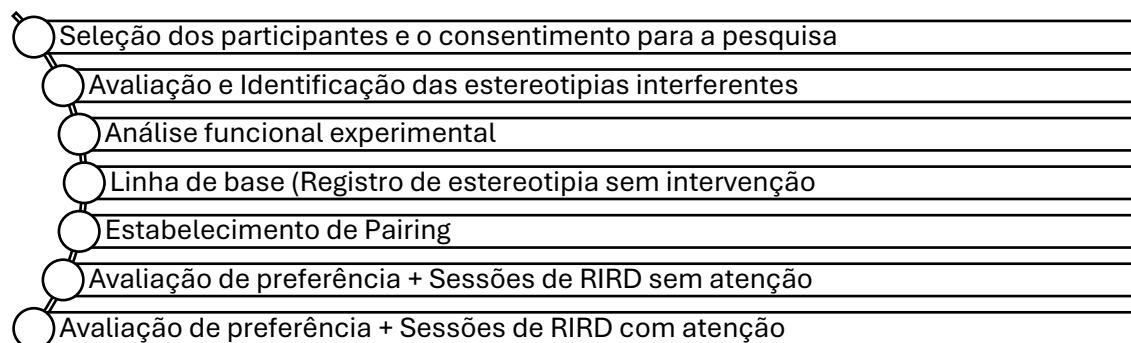 Seleção dos participantes e o consentimento para a pesquisa
Avaliação e Identificação das estereotipias interferentes
Análise funcional experimental
Linha de base (Registro de estereotipia sem intervenção
Estabelecimento de Pairing
Avaliação de preferência + Sessões de RIRD sem atenção
Avaliação de preferência + Sessões de RIRD com atenção